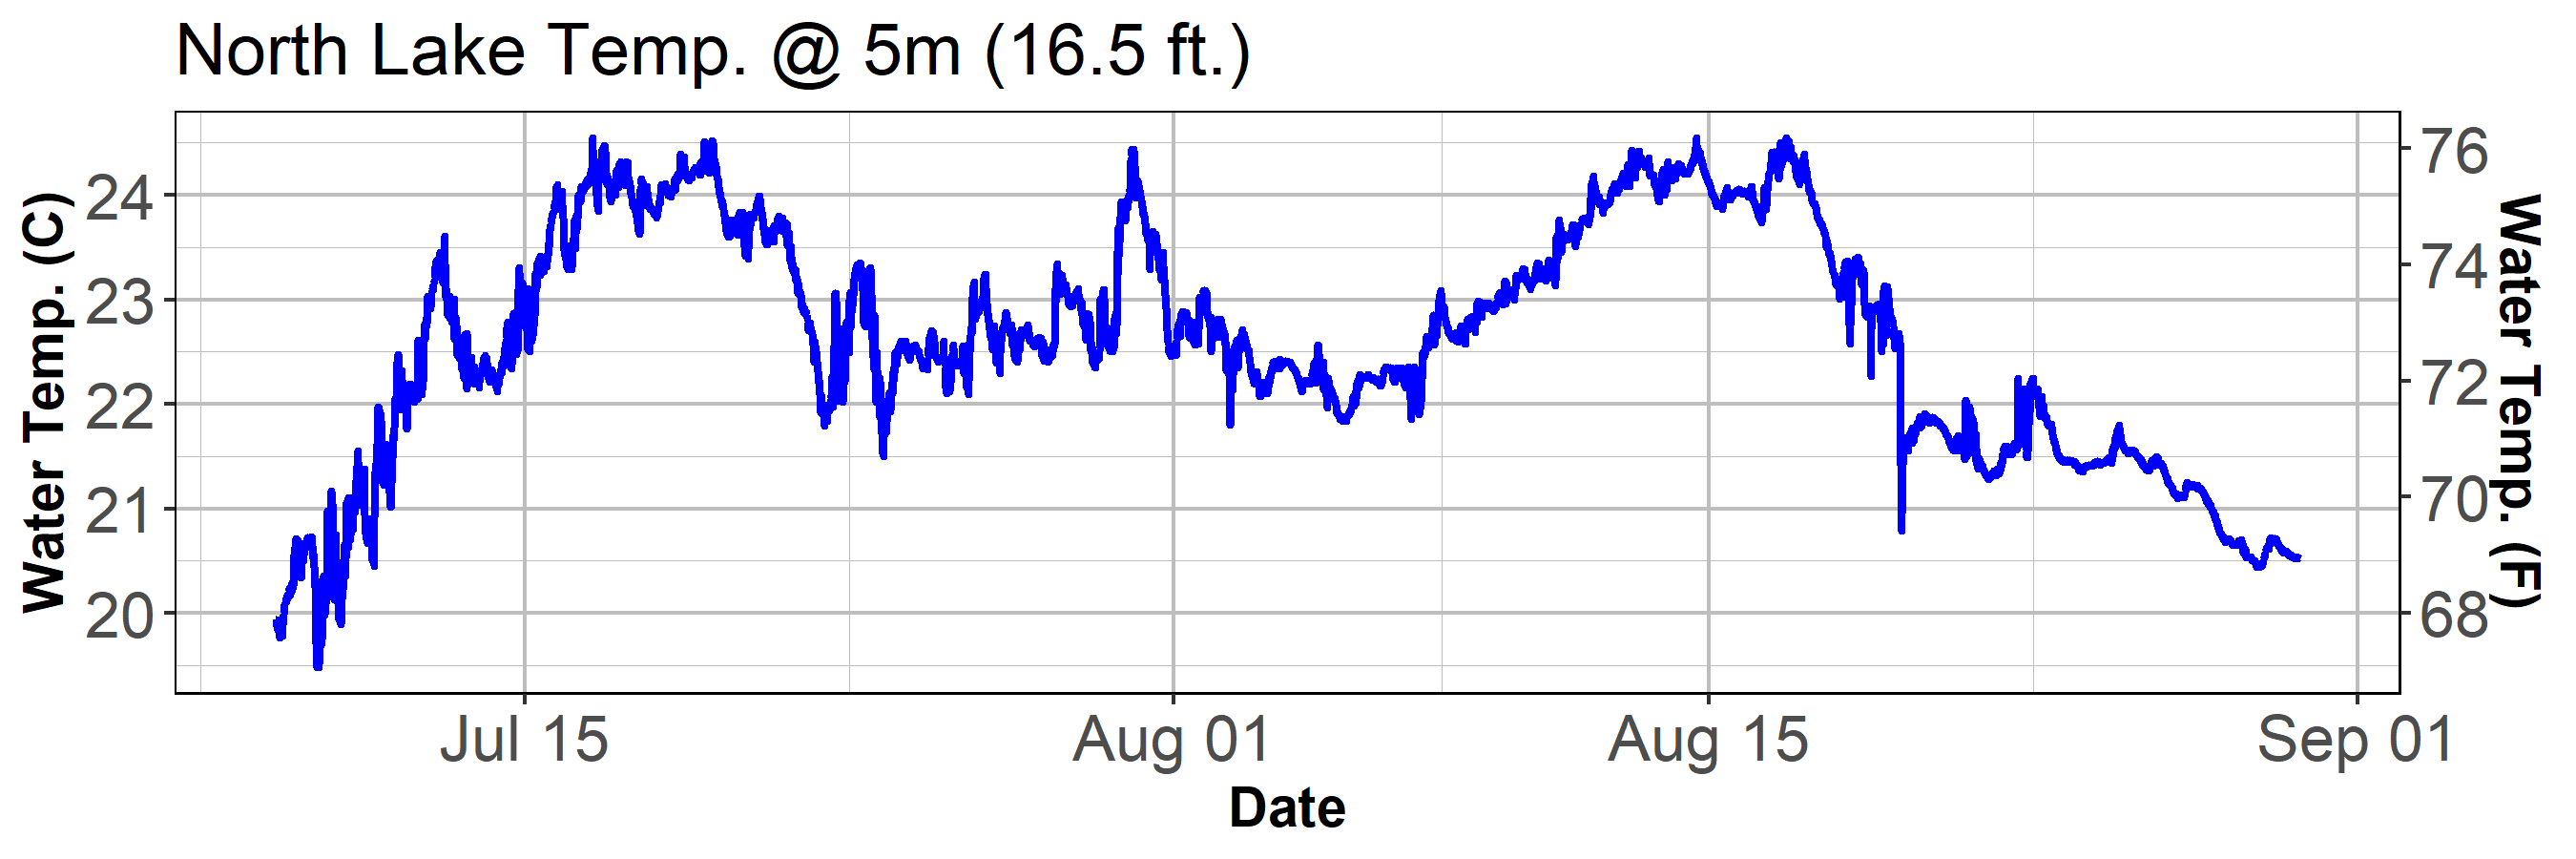 North Lake Temp. @ 5m (16.5 ft.)
Water Temp. (C)
24
23
22
21
20
76
74
72
70
68
Water Temp. (F)
Jul 15
Aug 01
Aug 15
Sep 01
Date